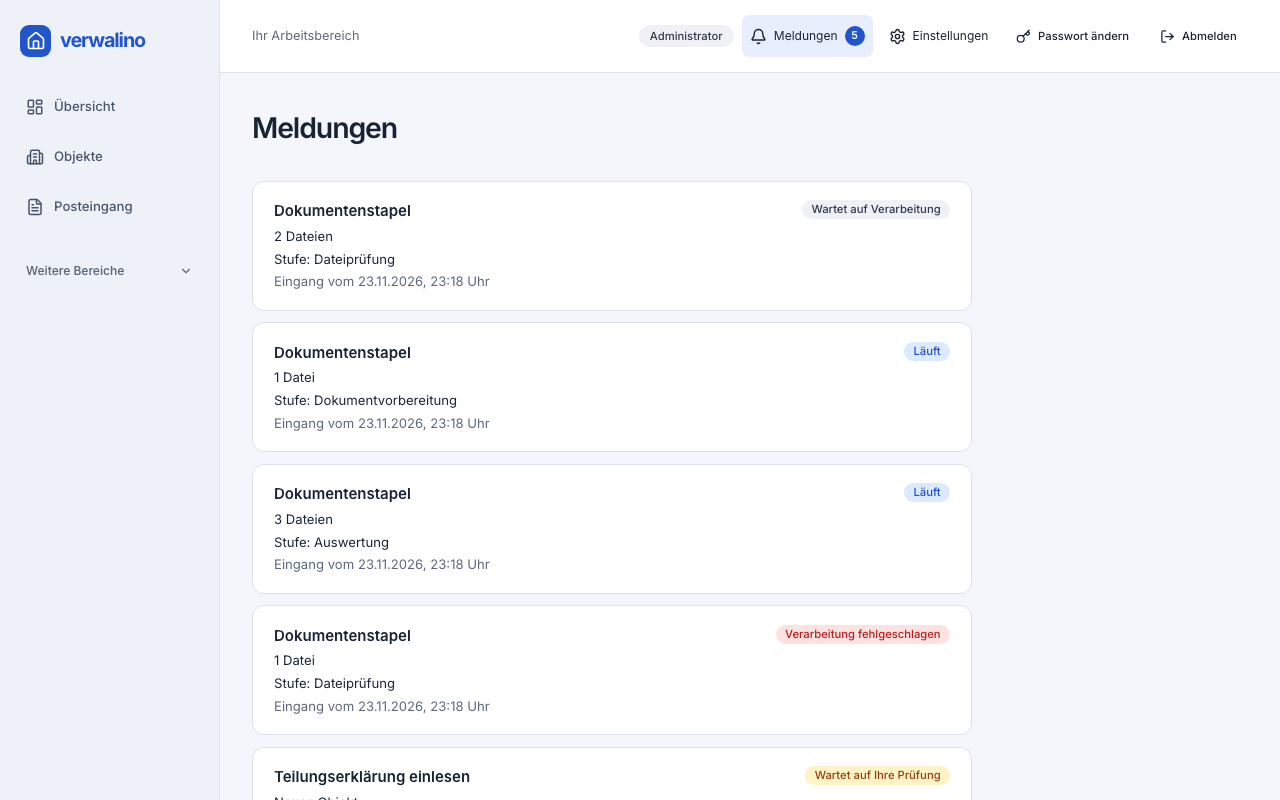 verwalino
Ihr Arbeitsbereich
Administrator
Meldungen 5
Einstellungen
Passwort ändern
Abmelden
Übersicht
Objekte
Posteingang
Weitere Bereiche
Meldungen
Dokumentenstapel
Wartet auf Verarbeitung
2 Dateien
Stufe: Dateiprüfung
Eingang vom 23.11.2026, 23:18 Uhr
Dokumentenstapel
Läuft
1 Datei
Stufe: Dokumentvorbereitung
Eingang vom 23.11.2026, 23:18 Uhr
Dokumentenstapel
Läuft
3 Dateien
Stufe: Auswertung
Eingang vom 23.11.2026, 23:18 Uhr
Dokumentenstapel
Verarbeitung fehlgeschlagen
1 Datei
Stufe: Dateiprüfung
Eingang vom 23.11.2026, 23:18 Uhr
Teilungserklärung einlesen
Wartet auf Ihre Prüfung